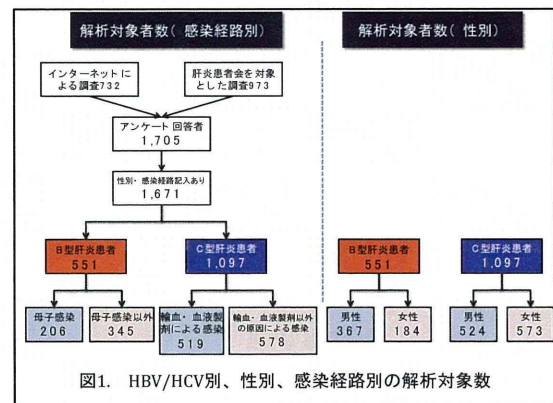 解析対象者数( 感染経路別)
解析対象者数( 性別)
インターネットに
よる調査732
肝炎患者会を対象
とした調査973
アンケート回答者
1,705
性別・感染経路記入あり
1,671
B型肝炎患者
551
C型肝炎患者
1,097
母子感染
206
母子感染以外
345
輸血・血液製
剤による感染
519
輸血・血液製剤以外
の原因による感染
578
B型肝炎患者
551
C型肝炎患者
1,097
男性
367
女性
184
男性
524
女性
573
図1. HBV/HCV別、性別、感染経路別の解析対象数